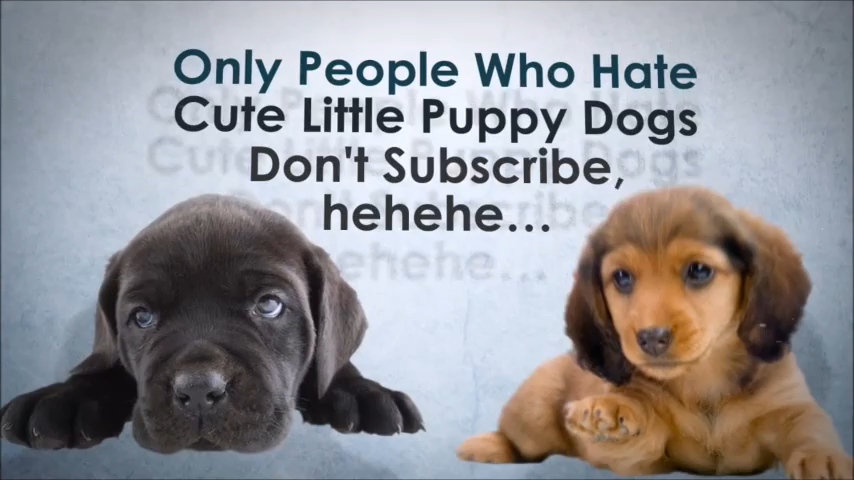 Only People Who Hate
Cute Little Puppy Dogs
Don't Subscribe,
hehehe...